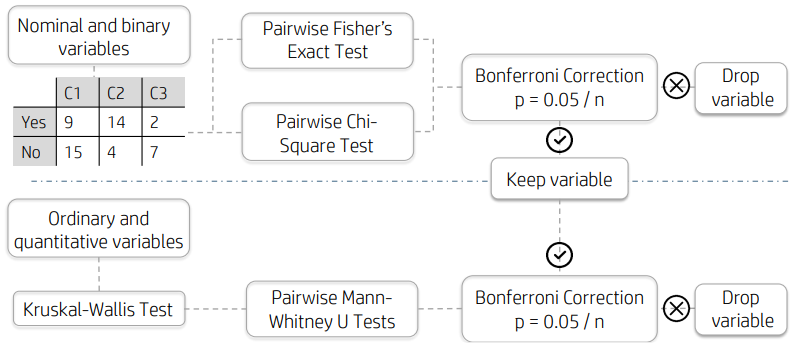 Nominal and binary
variables
Pairwise Fisher's
Exact Test
C1 C2 C3
Yes 9 14 2
No 15 4 7
Pairwise Chi-
Square Test
Bonferroni Correction
p = 0.05 / n
Drop
variable
Keep variable
Ordinary and
quantitative variables
Kruskal-Wallis Test
Pairwise Mann-
Whitney U Tests
Bonferroni Correction
p = 0.05 / n
Drop
variable